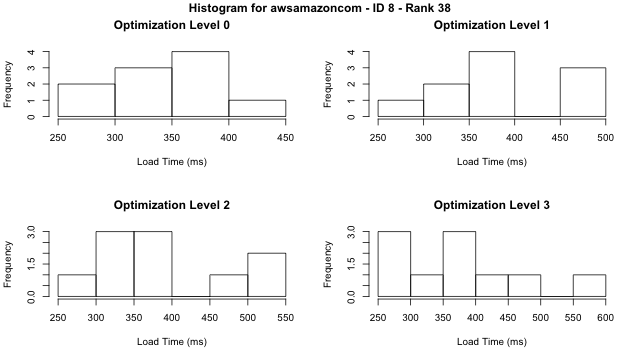 Histogram for awsamazoncom - ID 8 - Rank 38
Optimization Level 0
Frequency
4
3
2
1
0
250 300 350 400 450
Load Time (ms)
Optimization Level 1
Frequency
4
3
2
1
0
250 300 350 400 450 500
Load Time (ms)
Optimization Level 2
Frequency
3.0
1.5
0.0
250 300 350 400 450 500 550
Load Time (ms)
Optimization Level 3
Frequency
3.0
1.5
0.0
250 300 350 400 450 500 550 600
Load Time (ms)